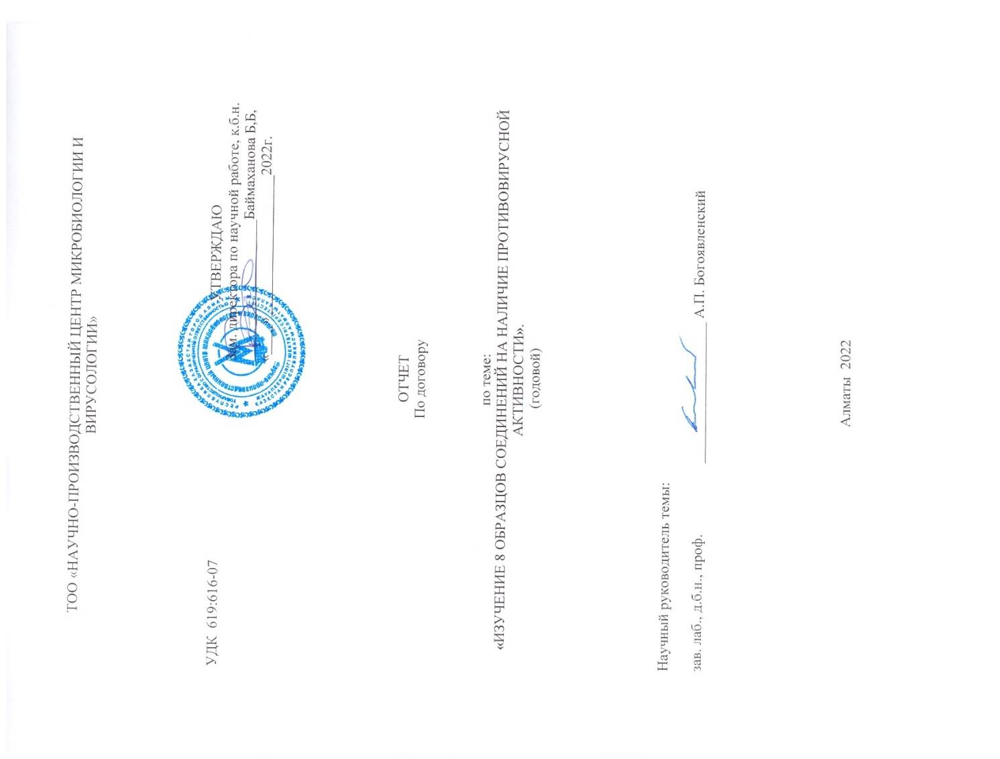 ТОО «НАУЧНО-ПРОИЗВОДСТВЕННЫЙ ЦЕНТР МИКРОБИОЛОГИИ И
ВИРУСОЛОГИИ»
УДК 619:616-07
УТВЕРЖДАЮ
Зам. директора по научной работе, к.б.н.
Баймаханова Б,Б,
« 2022г.
ОТЧЕТ
По договору
по теме:
«ИЗУЧЕНИЕ 8 ОБРАЗЦОВ СОЕДИНЕНИЙ НА НАЛИЧИЕ ПРОТИВОВИРУСНОЙ
АКТИВНОСТИ».
(годовой)
Научный руководитель темы:
зав. лаб., д.б.н., проф. А.П. Богоявленский
Алматы 2022